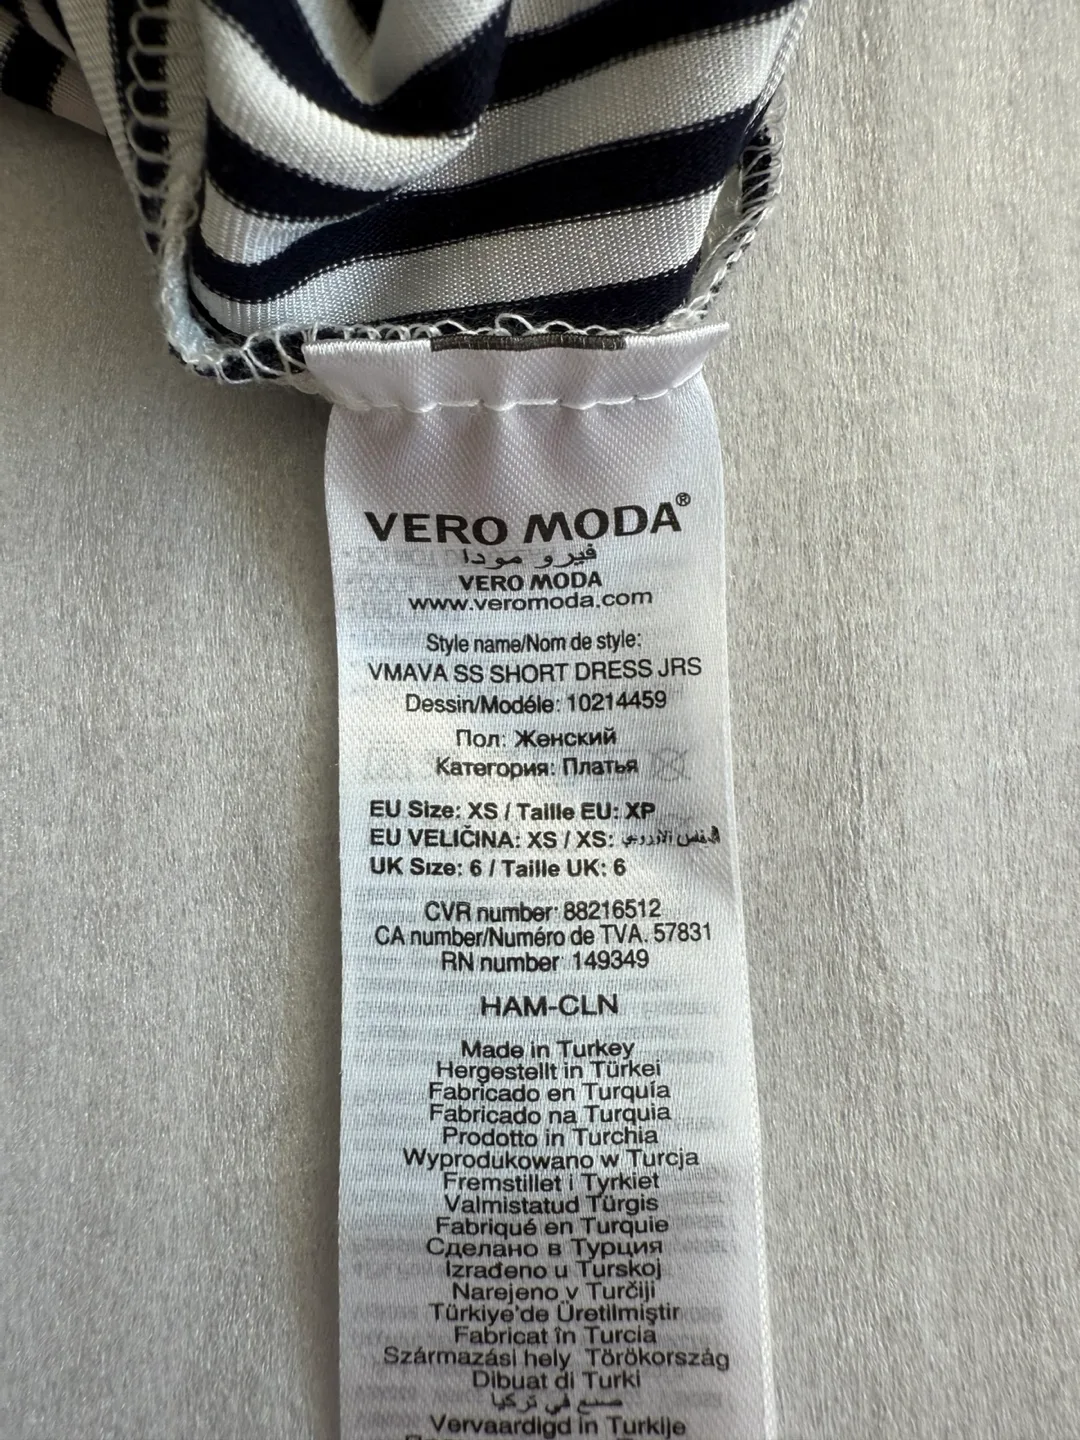 VERO MODA®
فيرو مودا
VERO MODA
www.veromoda.com
Style name/Nom de style:
VMAVA SS SHORT DRESS JRS
Dessin/Modéle: 10214459
Пол: Женский
Категория: Платья
EU Size: XS / Taille EU: XP
EU VELIČINA: XS / XS:
UK Size: 6 / Taille UK: 6
CVR number: 88216512
CA number/Numéro de TVA. 57831
RN number 149349
HAM-CLN
Made in Turkey
Hergestellt in Türkei
Fabricado en Turquía
Fabricado na Turquia
Prodotto in Turchia
Wyprodukowano w Turcja
Fremstillet i Tyrkiet
Valmistatud Türgis
Fabriqué en Turquie
Сделано в Турция
Izrađeno u Turskoj
Narejeno v Turčiji
Türkiye'de Üretilmiştir
Fabricat în Turcia
Származási hely Törökország
Dibuat di Turki
صنع في تركيا
Vervaardigd in Turkije